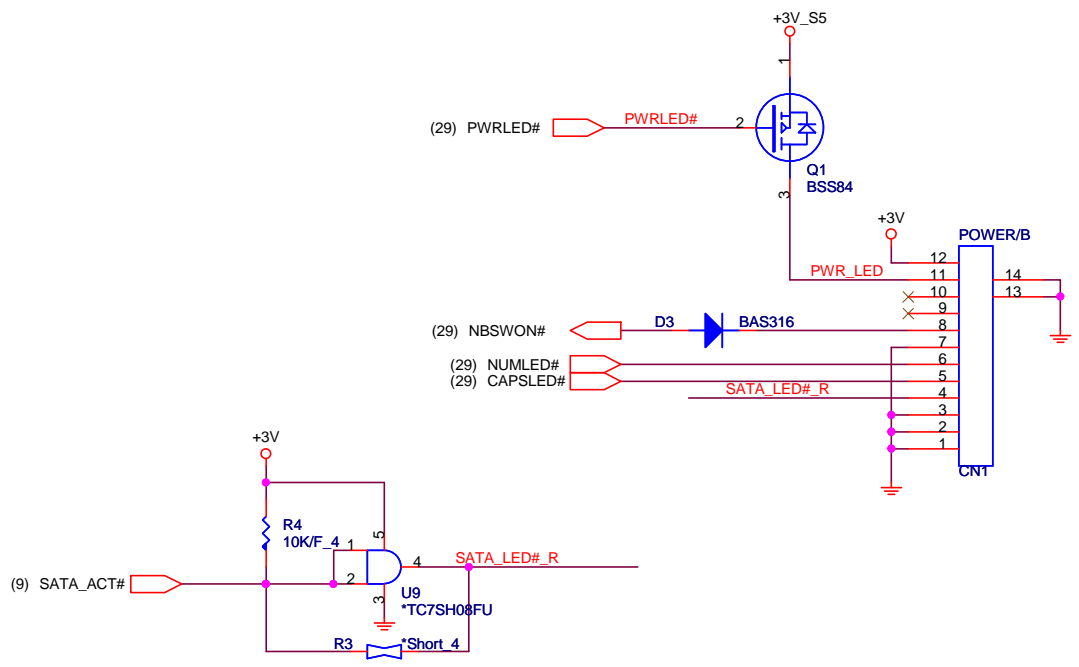 +3V_S5
1
(29) PWRLED#
PWRLED#
2
Q1
BSS84
3
+3V
POWER/B
12
PWR_LED
11
14
10
13
9
(29) NBSWON#
D3
BAS316
8
7
(29) NUMLED#
6
(29) CAPSLED#
5
SATA_LED#_R
4
3
2
1
CN1
+3V
R4
10K/F_4
5
1
4
SATA_LED#_R
(9) SATA_ACT#
2
U9
*TC7SH08FU
3
R3
*Short_4